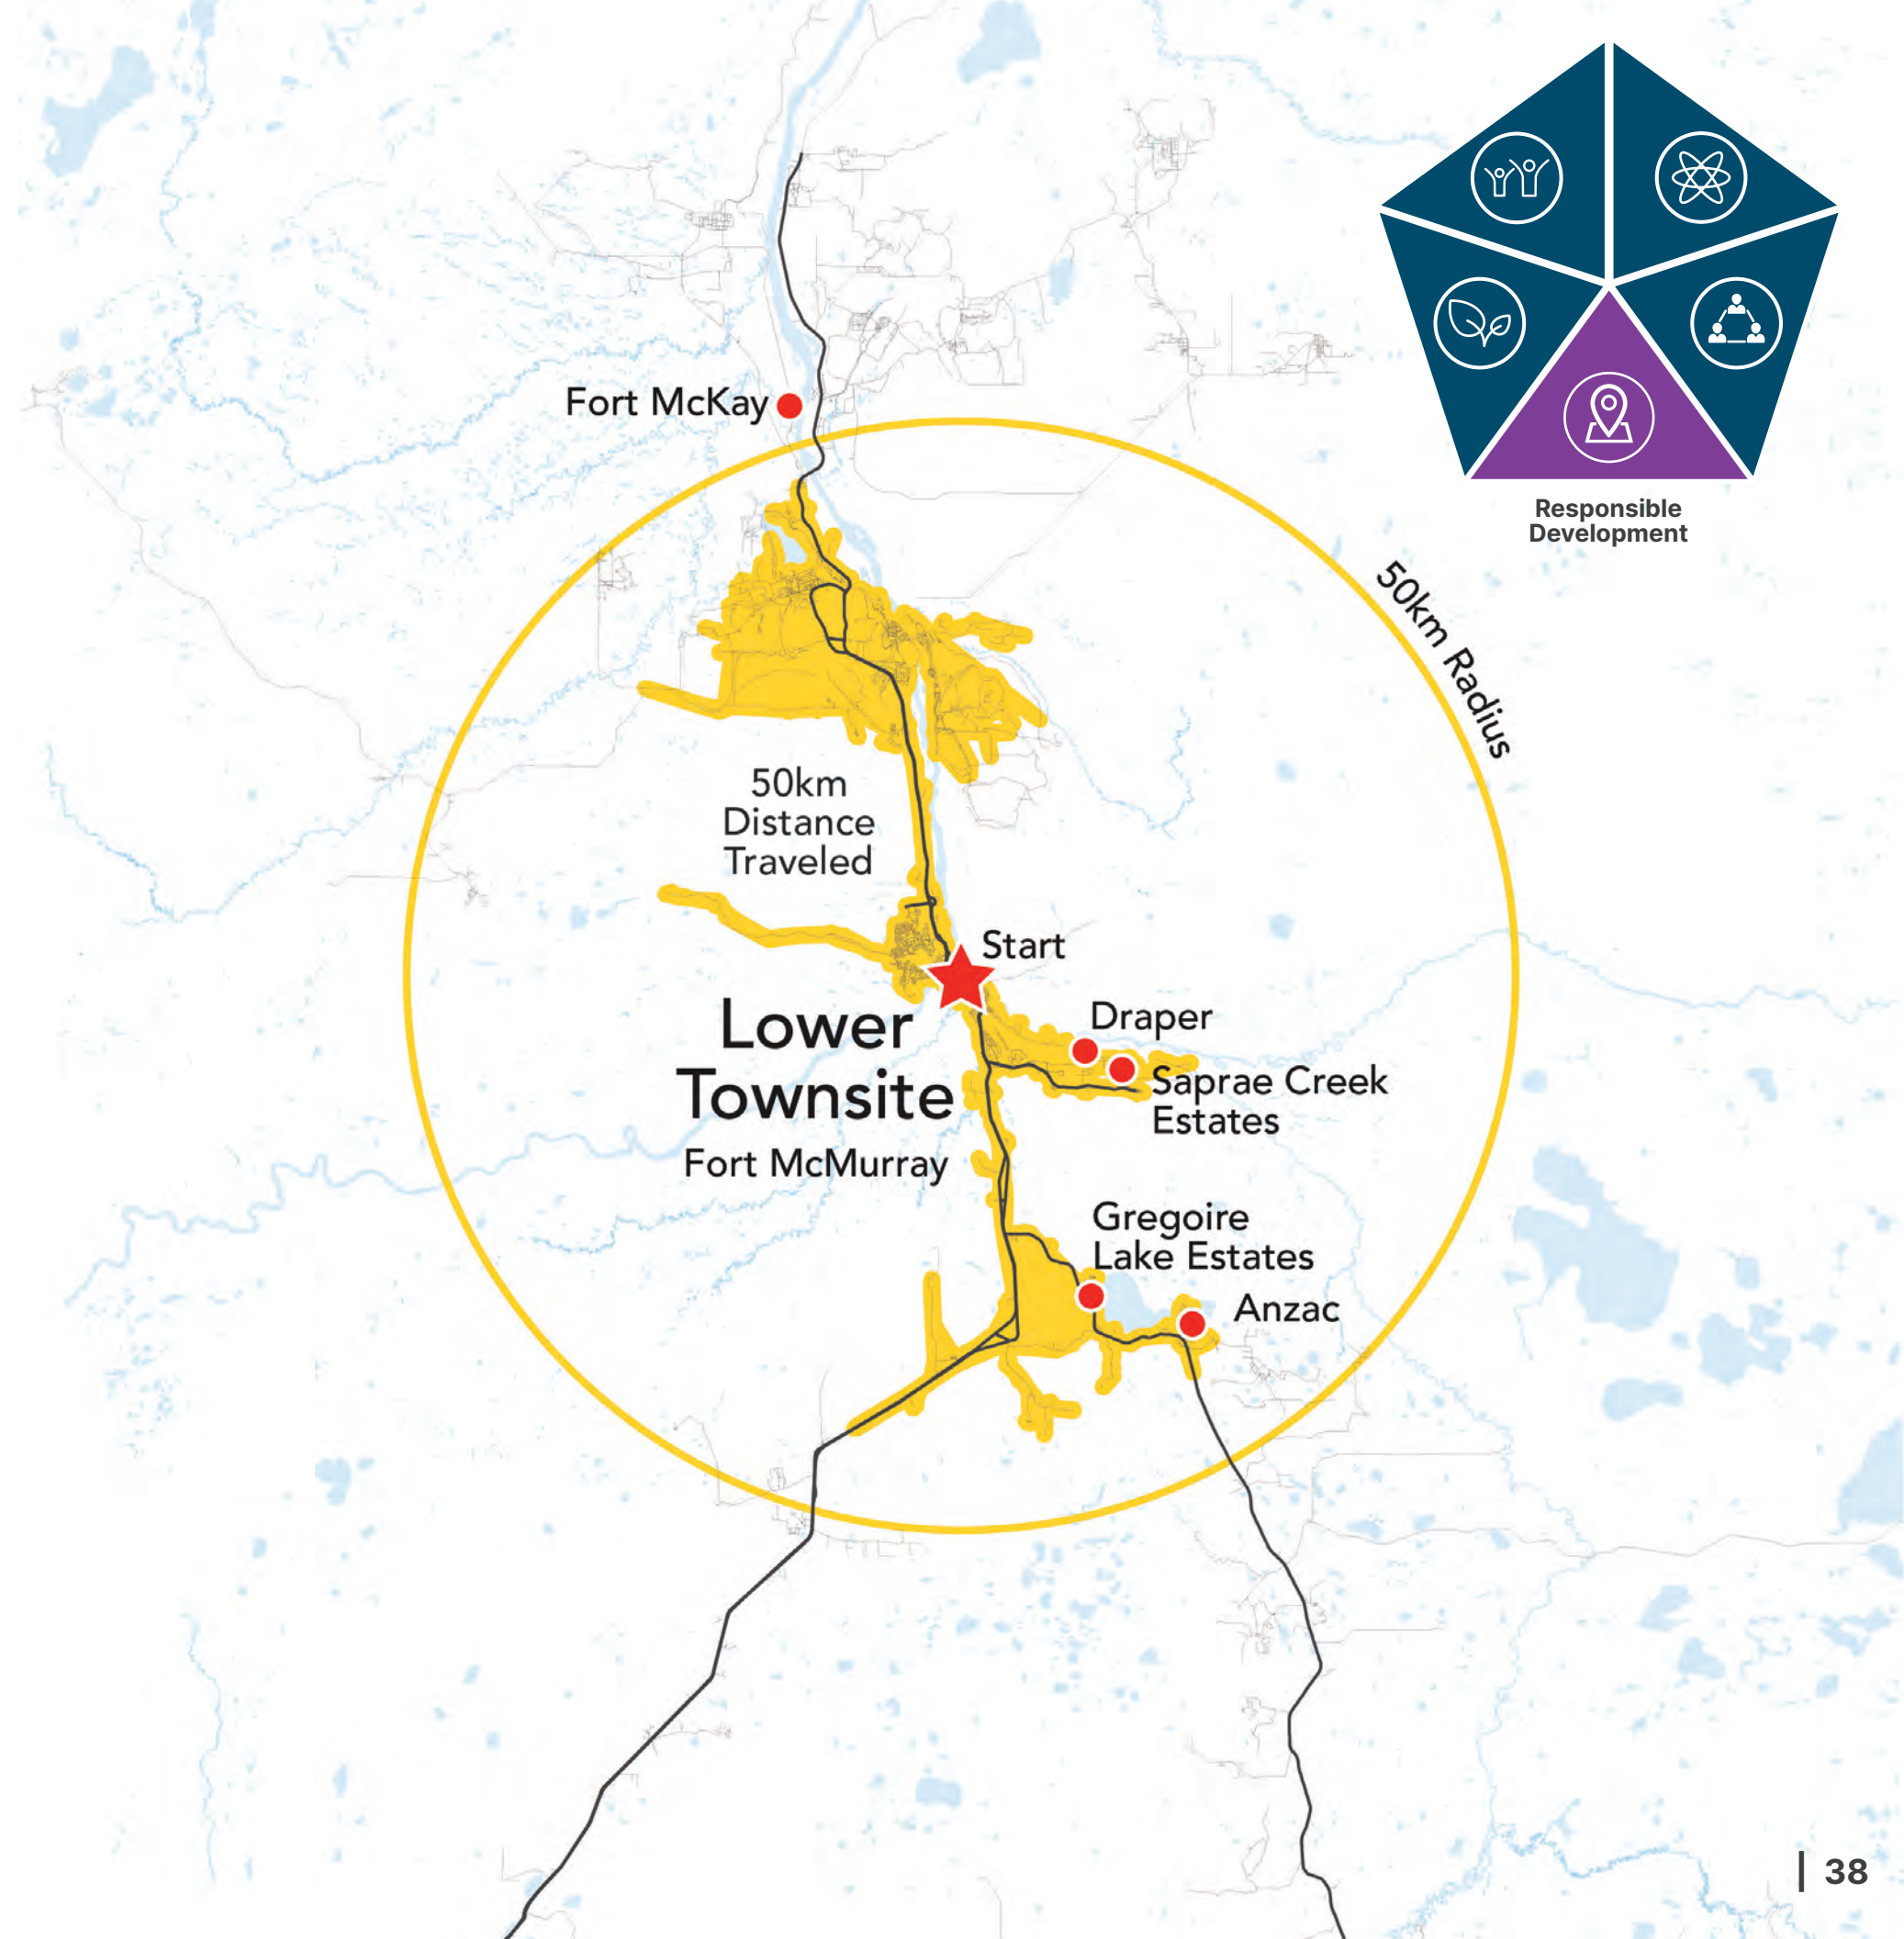 Responsible
Development
Fort McKay
50km Radius
50km
Distance
Traveled
Start
Lower
Townsite
Fort McMurray
Draper
Saprae Creek
Estates
Gregoire
Lake Estates
Anzac
| 38